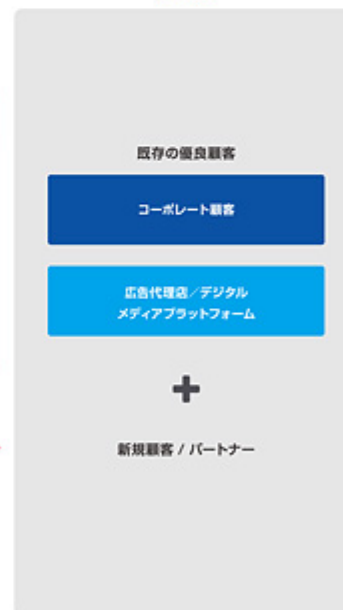 既存の優良顧客
コーポレート顧客
広告代理店／デジタル
メディアプラットフォーム
+
新規顧客 / パートナー